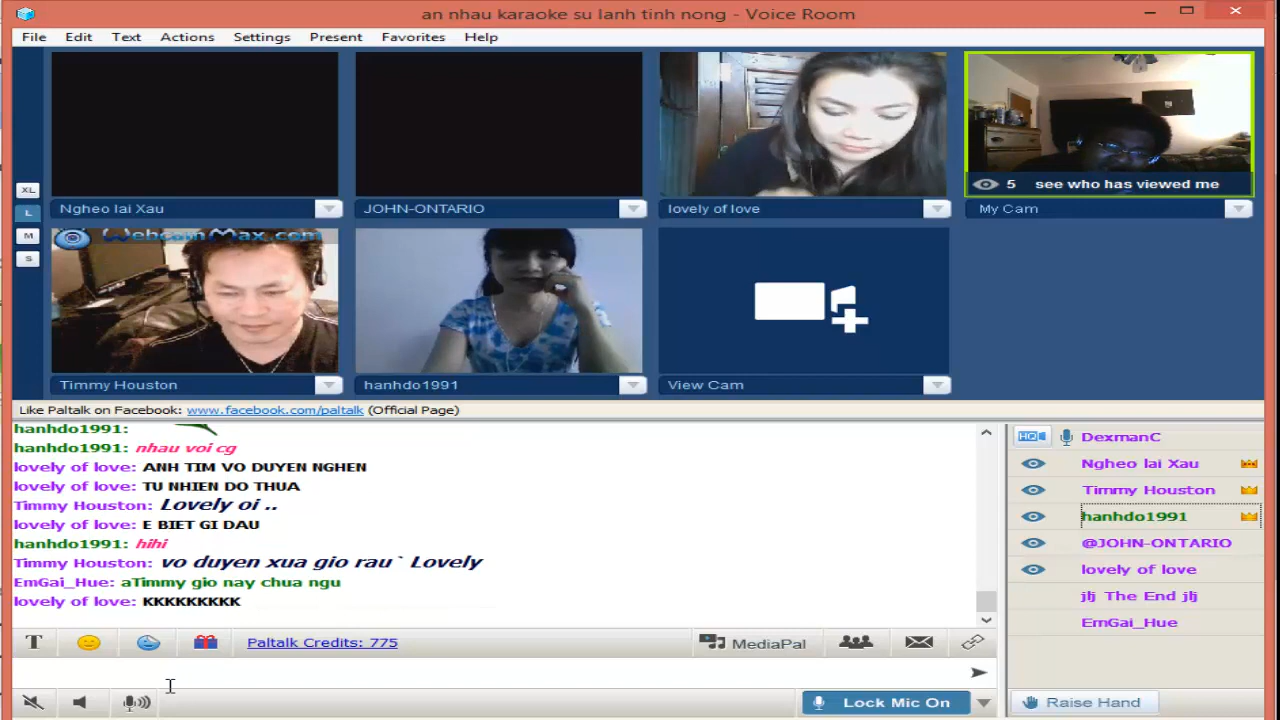 an nhau karaoke su lanh tinh nong - Voice Room
File Edit Text Actions Settings Present Favorites Help
5 see who has viewed me
XL
L
M
S
Ngheo lai Xau
JOHN-ONTARIO
lovely of love
My Cam
WebcamMax.com
Timmy Houston
hanhdo1991
View Cam
Like Paltalk on Facebook: www.facebook.com/paltalk (Official Page)
hanhdo1991:
hanhdo1991: nhau voi cg
lovely of love: ANH TIM VO DUYEN NGHEN
lovely of love: TU NHIEN DO THUA
Timmy Houston: Lovely oi ..
lovely of love: E BIET GI DAU
hanhdo1991: hihi
Timmy Houston: vo duyen xua gio rau` Lovely
EmGai_Hue: aTimmy gio nay chua ngu
lovely of love: KKKKKKKKK
HQ DexmanC
Ngheo lai Xau
Timmy Houston
hanhdo1991
@JOHN-ONTARIO
lovely of love
jlj The End jlj
EmGai_Hue
T Paltalk Credits: 775 MediaPal
Lock Mic On
Raise Hand